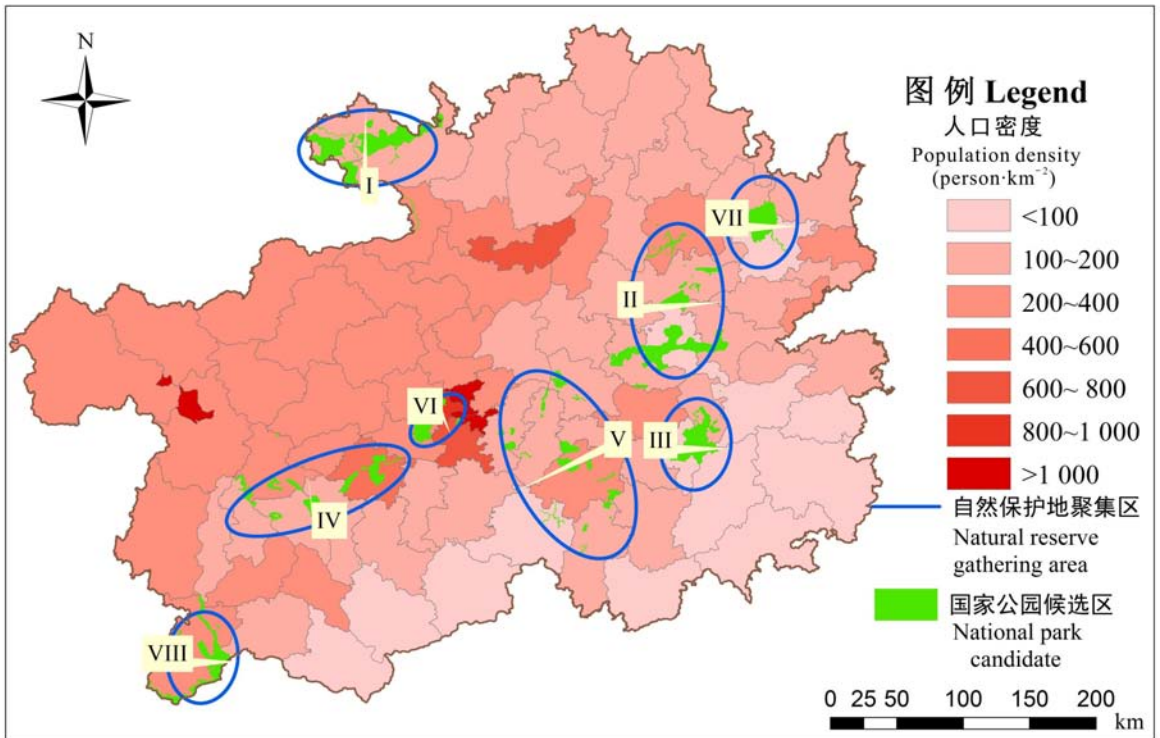 N
图 例 Legend
人口密度
Population density
(person·km⁻²)
<100
100~200
200~400
400~600
600~ 800
800~1 000
>1 000
自然保护地聚集区
Natural reserve
gathering area
国家公园候选区
National park
candidate
I
VII
II
VI
V
III
IV
VIII
0 25 50 100 150 200
km